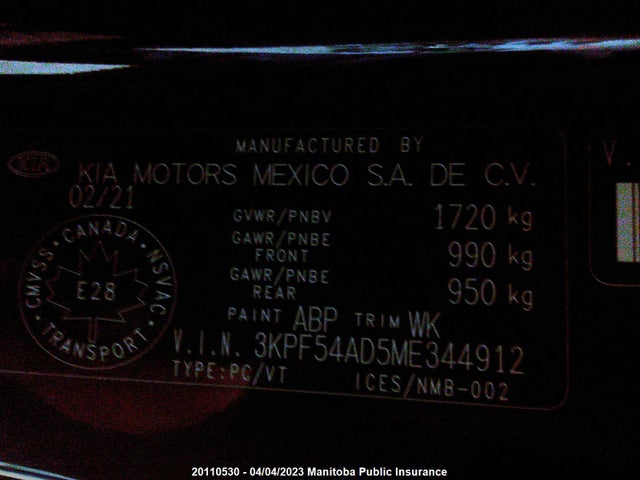 MANUFACTURED BY
KIA
KIA MOTORS MEXICO S.A. DE C.V.
02/21
GVWR/PNBV 1720 kg
GAWR/PNBE FRONT 990 kg
GAWR/PNBE REAR 950 kg
PAINT ABP TRIM WK
V.I.N. 3KPF54AD5ME344912
TYPE:PC/VT ICES/NMB-002
CANADA · NSVAC · TRANSPORT · CMVSS ·
E28
V.
20110530 - 04/04/2023 Manitoba Public Insurance